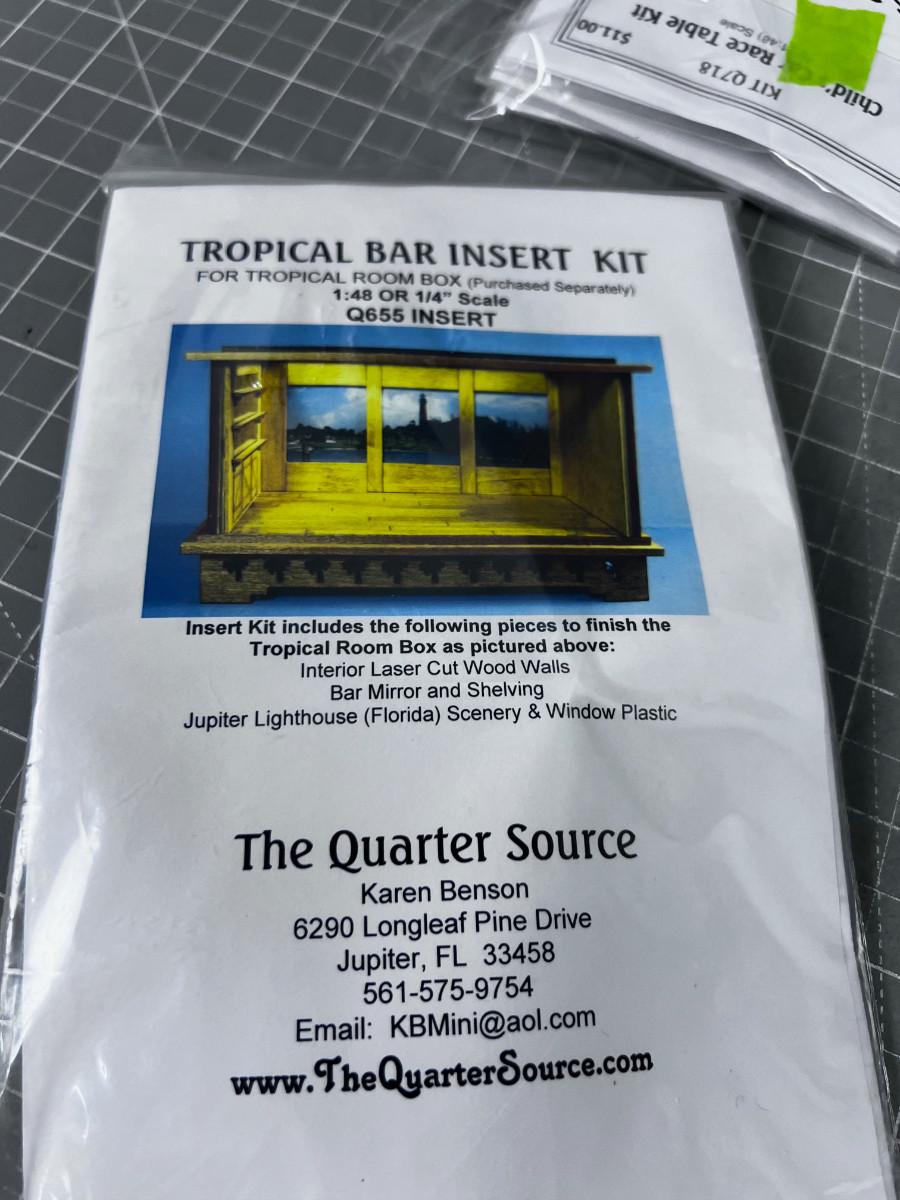 TROPICAL BAR INSERT KIT
FOR TROPICAL ROOM BOX (Purchased Separately)
1:48 OR 1/4” Scale
Q655 INSERT
Insert Kit includes the following pieces to finish the
Tropical Room Box as pictured above:
Interior Laser Cut Wood Walls
Bar Mirror and Shelving
Jupiter Lighthouse (Florida) Scenery & Window Plastic
The Quarter Source
Karen Benson
6290 Longleaf Pine Drive
Jupiter, FL 33458
561-575-9754
Email: KBMini@aol.com
www.TheQuarterSource.com
KIT Q718
Race Table Kit
Scale
$11.00